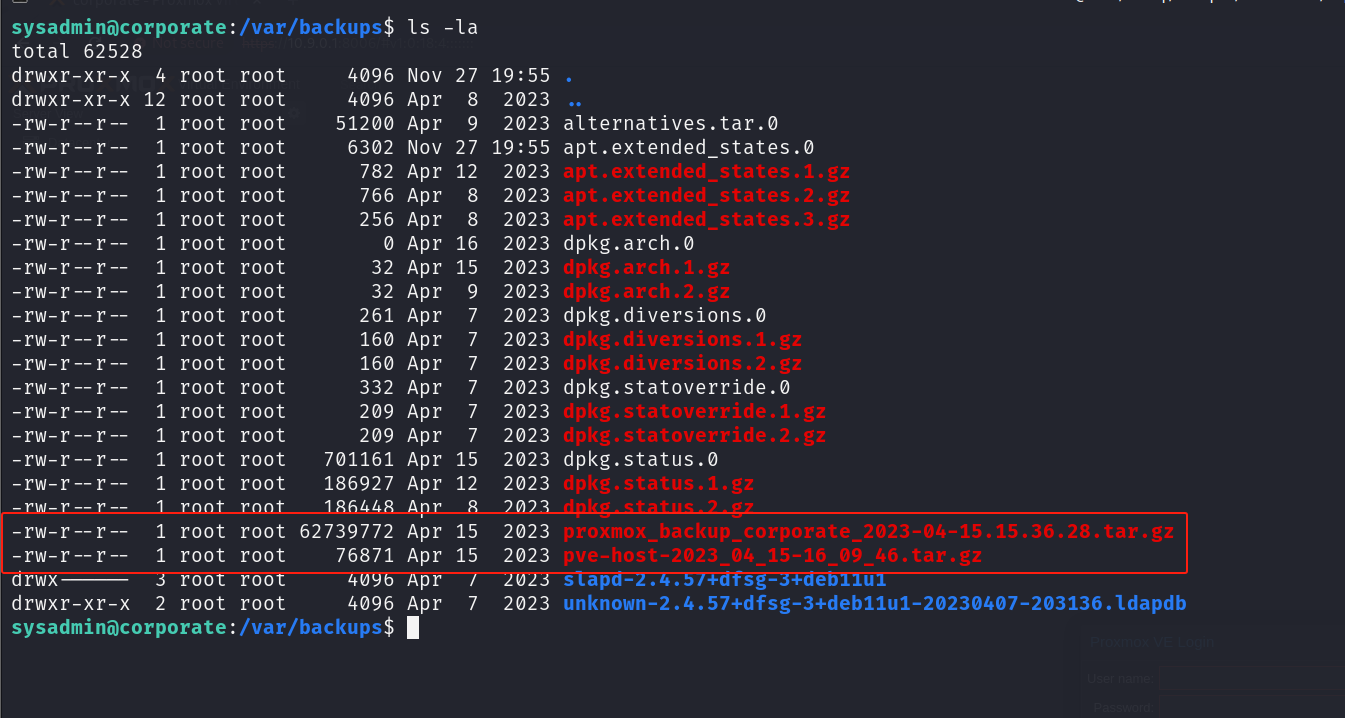 sysadmin@corporate:/var/backups$ ls -la
total 62528
drwxr-xr-x  4 root root     4096 Nov 27 19:55 .
drwxr-xr-x 12 root root     4096 Apr  8  2023 ..
-rw-r--r--  1 root root    51200 Apr  9  2023 alternatives.tar.0
-rw-r--r--  1 root root     6302 Nov 27 19:55 apt.extended_states.0
-rw-r--r--  1 root root      782 Apr 12  2023 apt.extended_states.1.gz
-rw-r--r--  1 root root      766 Apr  8  2023 apt.extended_states.2.gz
-rw-r--r--  1 root root      256 Apr  8  2023 apt.extended_states.3.gz
-rw-r--r--  1 root root        0 Apr 16  2023 dpkg.arch.0
-rw-r--r--  1 root root       32 Apr 15  2023 dpkg.arch.1.gz
-rw-r--r--  1 root root       32 Apr  9  2023 dpkg.arch.2.gz
-rw-r--r--  1 root root      261 Apr  7  2023 dpkg.diversions.0
-rw-r--r--  1 root root      160 Apr  7  2023 dpkg.diversions.1.gz
-rw-r--r--  1 root root      160 Apr  7  2023 dpkg.diversions.2.gz
-rw-r--r--  1 root root      332 Apr  7  2023 dpkg.statoverride.0
-rw-r--r--  1 root root      209 Apr  7  2023 dpkg.statoverride.1.gz
-rw-r--r--  1 root root      209 Apr  7  2023 dpkg.statoverride.2.gz
-rw-r--r--  1 root root   701161 Apr 15  2023 dpkg.status.0
-rw-r--r--  1 root root   186927 Apr 12  2023 dpkg.status.1.gz
-rw-r--r--  1 root root   186448 Apr  8  2023 dpkg.status.2.gz
-rw-r--r--  1 root root 62739772 Apr 15  2023 proxmox_backup_corporate_2023-04-15.15.36.28.tar.gz
-rw-r--r--  1 root root    76871 Apr 15  2023 pve-host-2023_04_15-16_09_46.tar.gz
drwx------  3 root root     4096 Apr  7  2023 slapd-2.4.57+dfsg-3+deb11u1
drwxr-xr-x  2 root root     4096 Apr  7  2023 unknown-2.4.57+dfsg-3+deb11u1-20230407-203136.ldapdb
sysadmin@corporate:/var/backups$
Proxmox VE Login
User name:
Password: